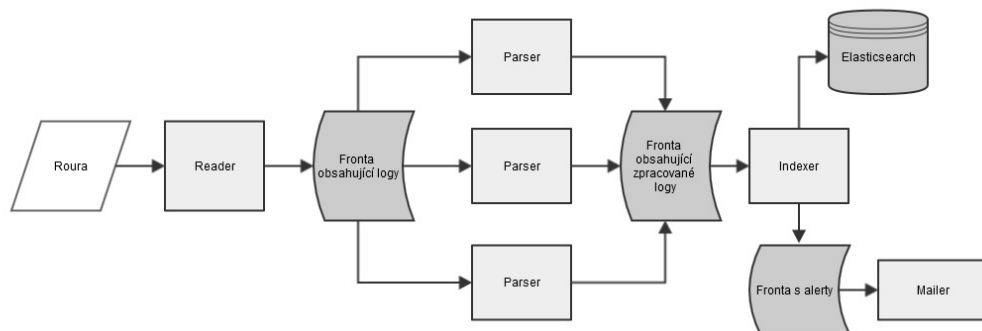 Roura
Reader
Fronta
obsahující logy
Parser
Parser
Parser
Fronta
obsahující
zpracované
logy
Indexer
Elasticsearch
Fronta s alerty
Mailer